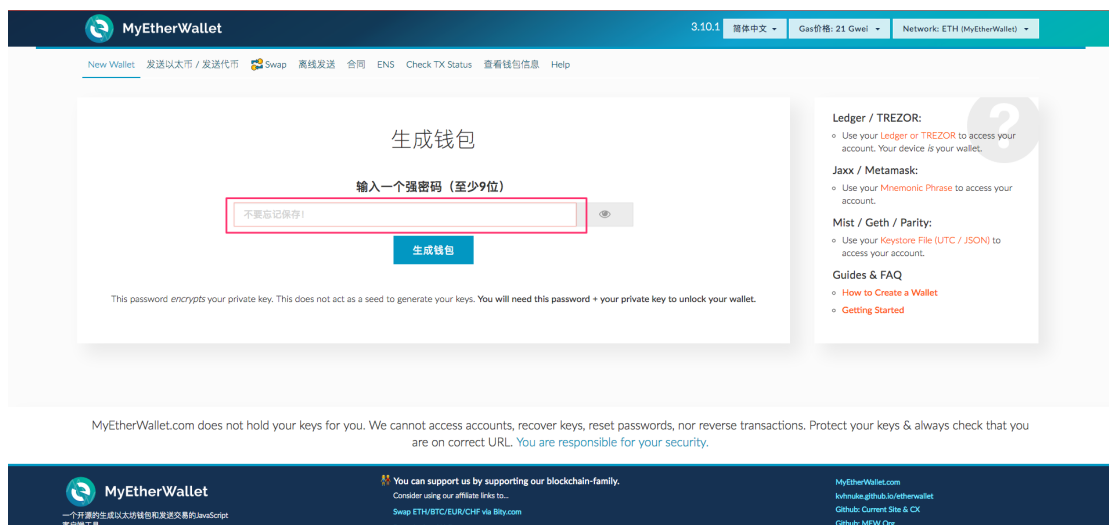 MyEtherWallet
3.10.1 简体中文 Gas价格: 21 Gwei Network: ETH (MyEtherWallet)
New Wallet 发送以太币 / 发送代币 Swap 离线发送 合同 ENS Check TX Status 查看钱包信息 Help
生成钱包
输入一个强密码（至少9位）
不要忘记保存!
生成钱包
This password encrypts your private key. This does not act as a seed to generate your keys. You will need this password + your private key to unlock your wallet.
?
Ledger / TREZOR:
Use your Ledger or TREZOR to access your
account. Your device is your wallet.
Jaxx / Metamask:
Use your Mnemonic Phrase to access your
account.
Mist / Geth / Parity:
Use your Keystore File (UTC / JSON) to
access your account.
Guides & FAQ
How to Create a Wallet
Getting Started
MyEtherWallet.com does not hold your keys for you. We cannot access accounts, recover keys, reset passwords, nor reverse transactions. Protect your keys & always check that you
are on correct URL. You are responsible for your security.
MyEtherWallet
一个开源的生成以太坊钱包和发送交易的JavaScript
客户端工具
You can support us by supporting our blockchain-family.
Consider using our affiliate links to...
Swap ETH/BTC/EUR/CHF via Bity.com
MyEtherWallet.com
kvhnuke.github.io/etherwallet
Github: Current Site & CX
Github: MEW Org